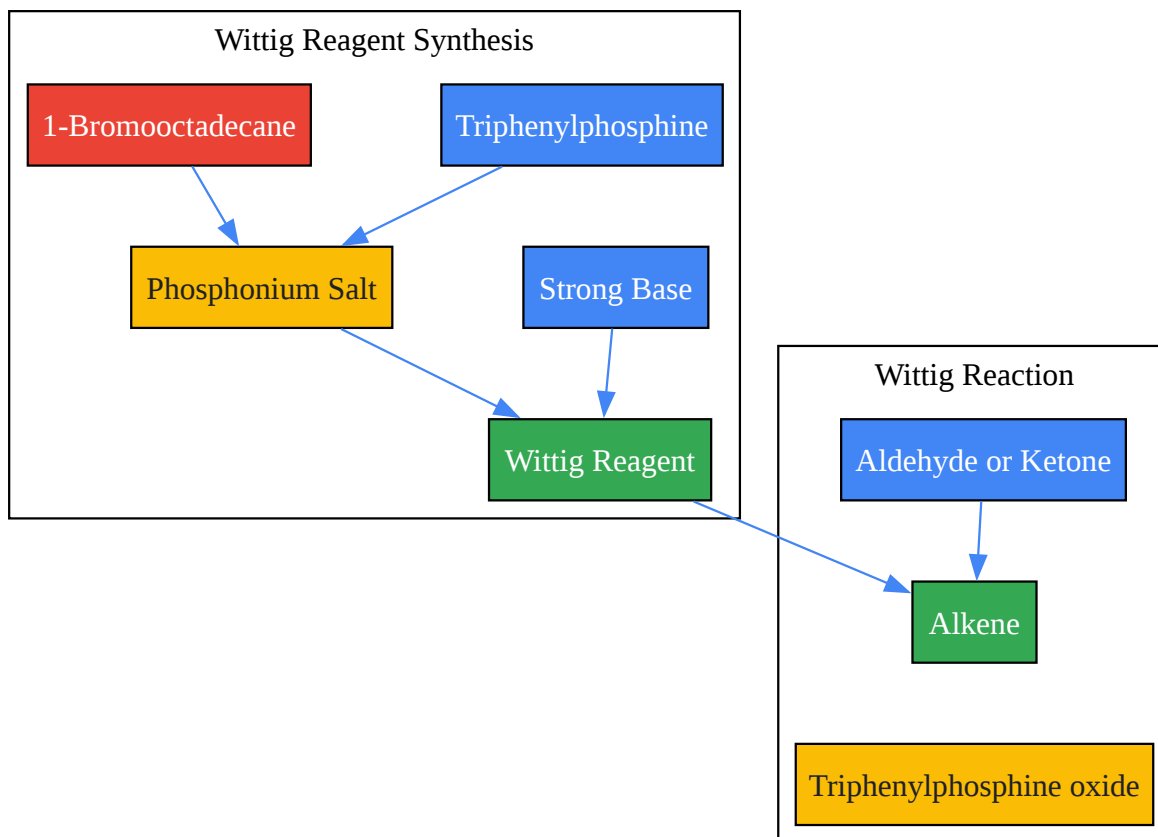 Wittig Reagent Synthesis
1-Bromooctadecane
Triphenylphosphine
Phosphonium Salt
Strong Base
Wittig Reagent
Wittig Reaction
Aldehyde or Ketone
Alkene
Triphenylphosphine oxide